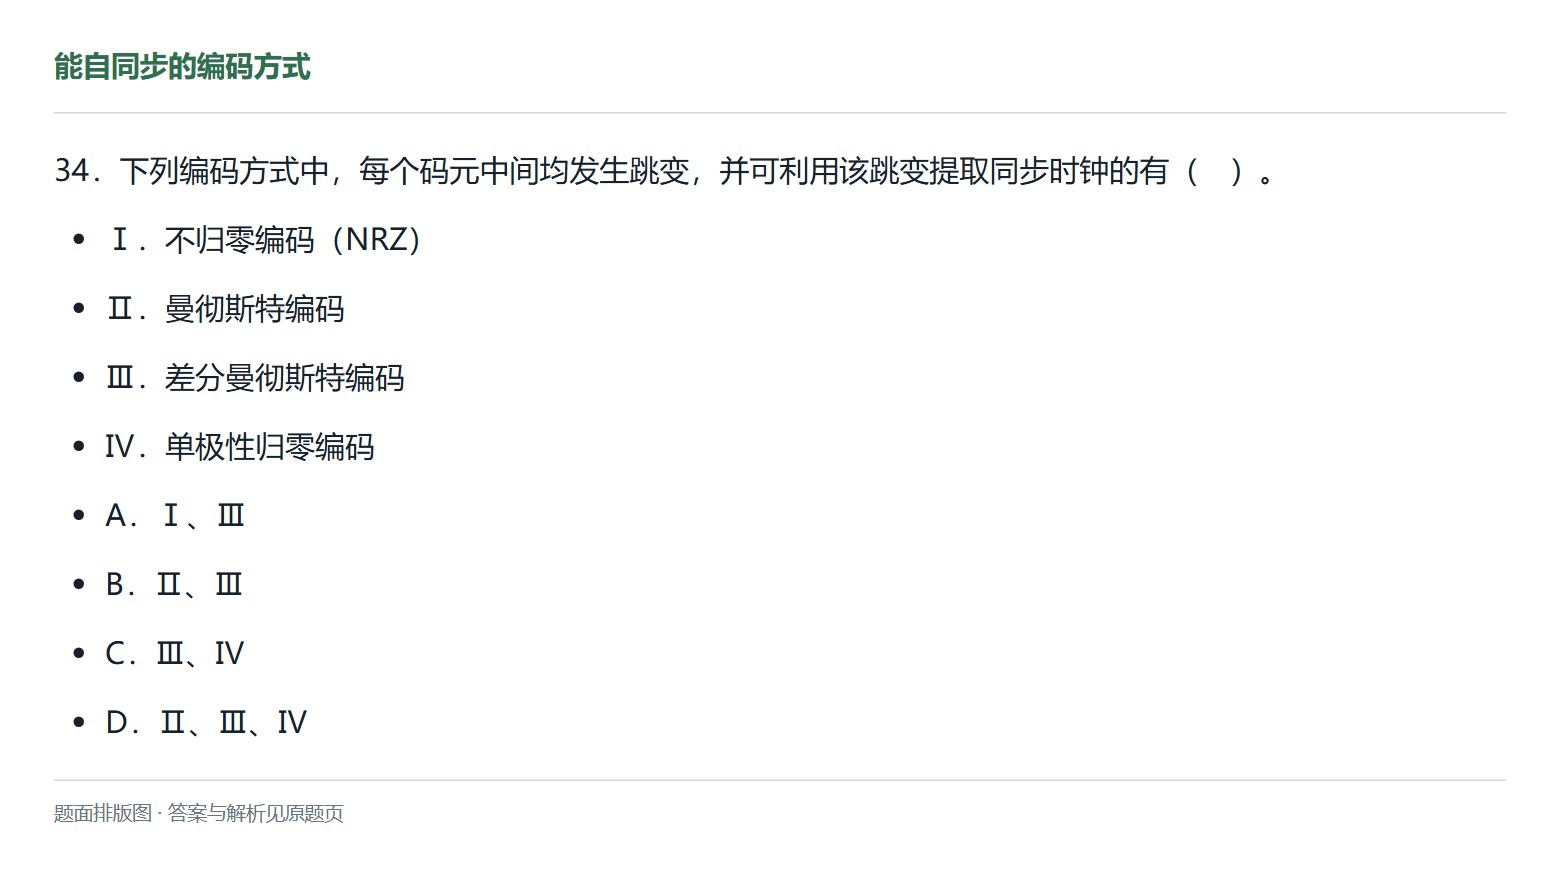 能自同步的编码方式
34．下列编码方式中，每个码元中间均发生跳变，并可利用该跳变提取同步时钟的有（　）。
• Ⅰ．不归零编码（NRZ）
• Ⅱ．曼彻斯特编码
• Ⅲ．差分曼彻斯特编码
• Ⅳ．单极性归零编码
• A．Ⅰ、Ⅲ
• B．Ⅱ、Ⅲ
• C．Ⅲ、Ⅳ
• D．Ⅱ、Ⅲ、Ⅳ
题面排版图 · 答案与解析见原题页